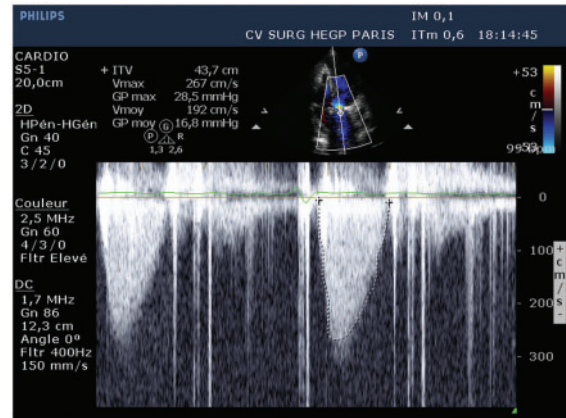 PHILIPS
IM 0,1
CV SURG HEGP PARIS ITm 0,6 18:14:45
CARDIO
S5-1
20,0cm
2D
HPén-HGén
Gn 40
C 45
3/2/0
Couleur
2,5 MHz
Gn 60
4/3/0
Fltr Elevé
DC
1,7 MHz
Gn 86
12,3 cm
Angle 0º
Fltr 400Hz
150 mm/s
+ ITV 43,7 cm
Vmax 267 cm/s
GP max 28,5 mmHg
Vmoy 192 cm/s
GP moy 16,8 mmHg
G
P R
1,3 2,6
P
+53
c
m
/
s
0
100
200
300
+
c
m
/
s
-